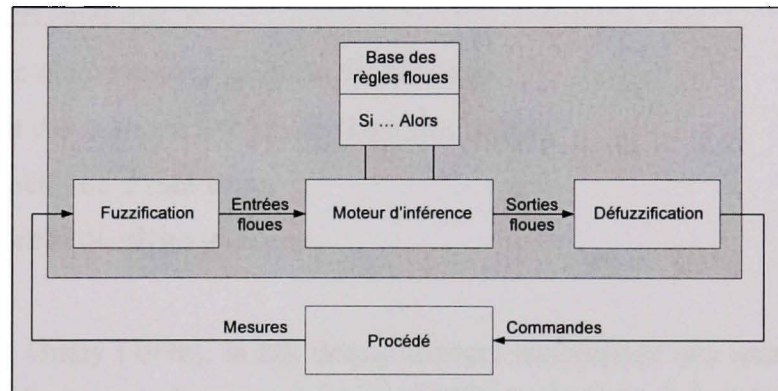 Base des
règles floues
Si ... Alors
Fuzzification
Entrées
floues
Moteur d'inférence
Sorties
floues
Défuzzification
Mesures
Procédé
Commandes